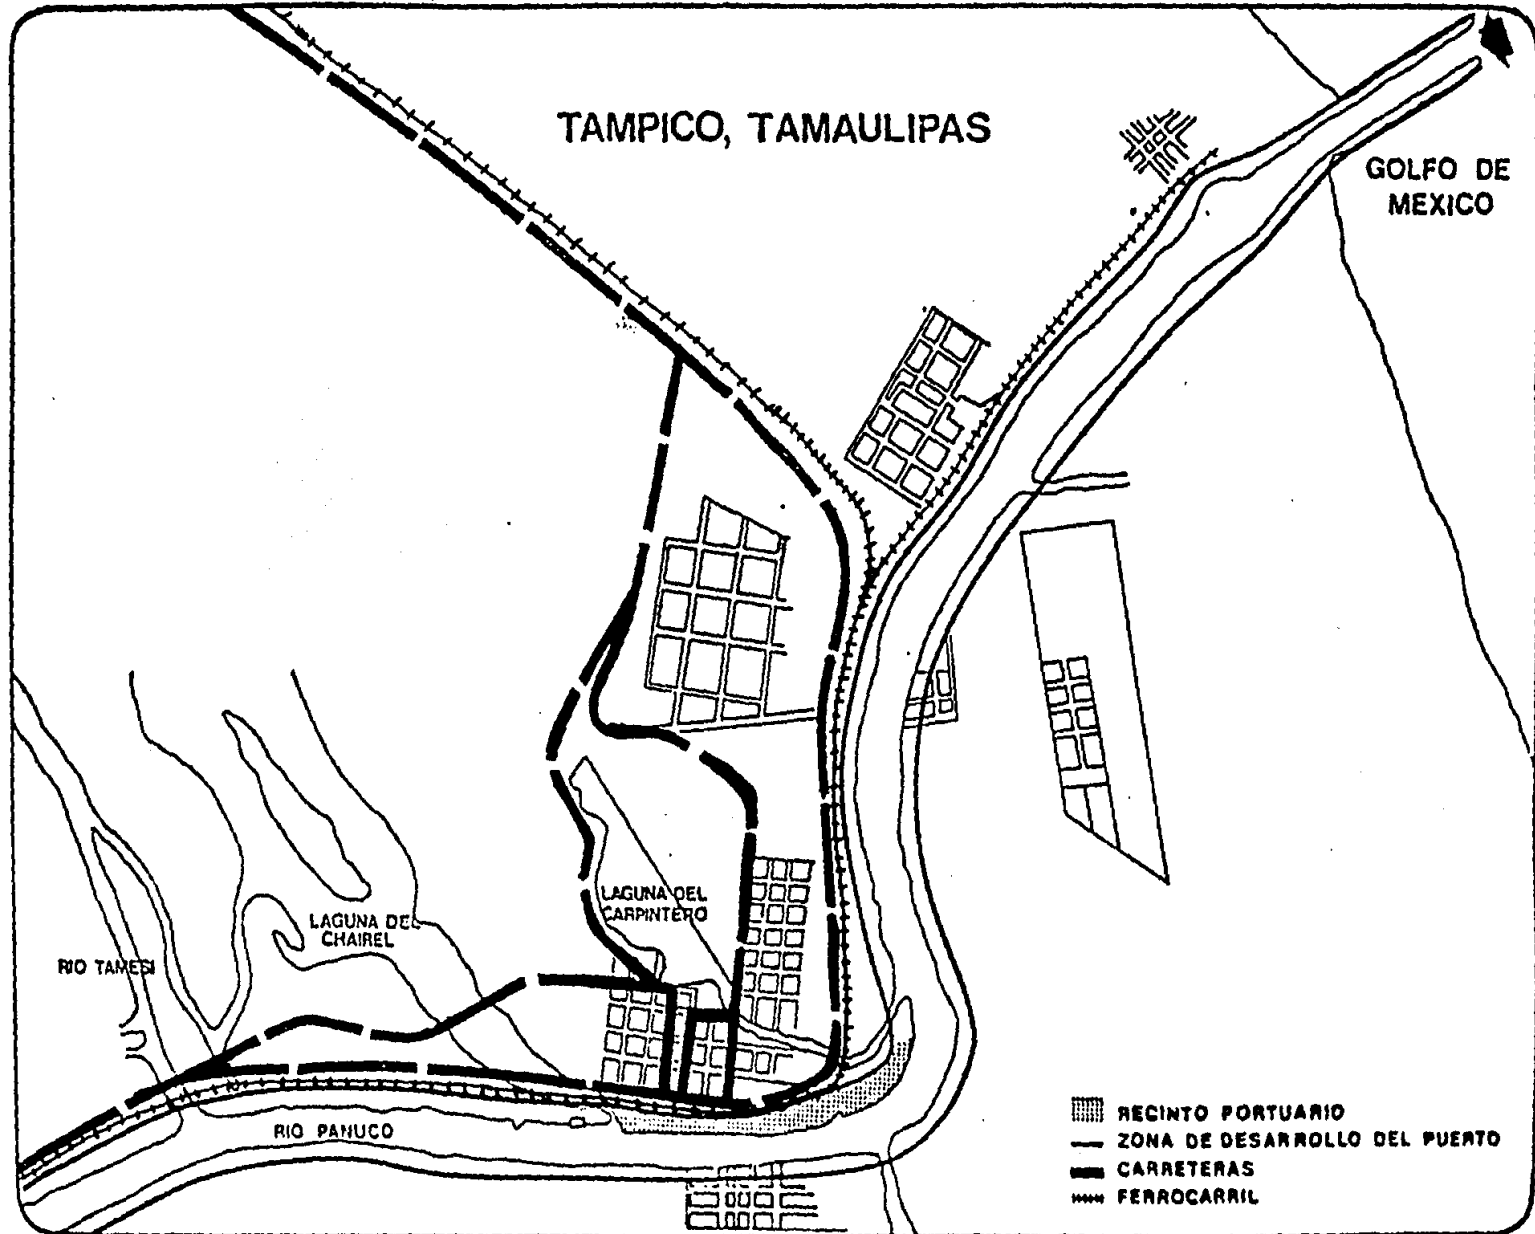 TAMPICO, TAMAULIPAS
GOLFO DE
MEXICO
LAGUNA DEL
CARPINTERO
LAGUNA DEL
CHAIREL
RIO TAMESI
RIO PANUCO
RECINTO PORTUARIO
ZONA DE DESARROLLO DEL PUERTO
CARRETERAS
FERROCARRIL